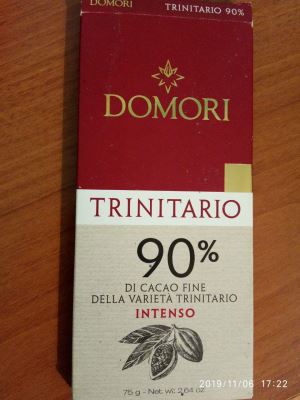 DOMORI
TRINITARIO 90%
DOMORI
TRINITARIO
90%
DI CACAO FINE
DELLA VARIETÀ TRINITARIO
INTENSO
75 g - Net wt 2,64 oz
2019/11/06 17:22